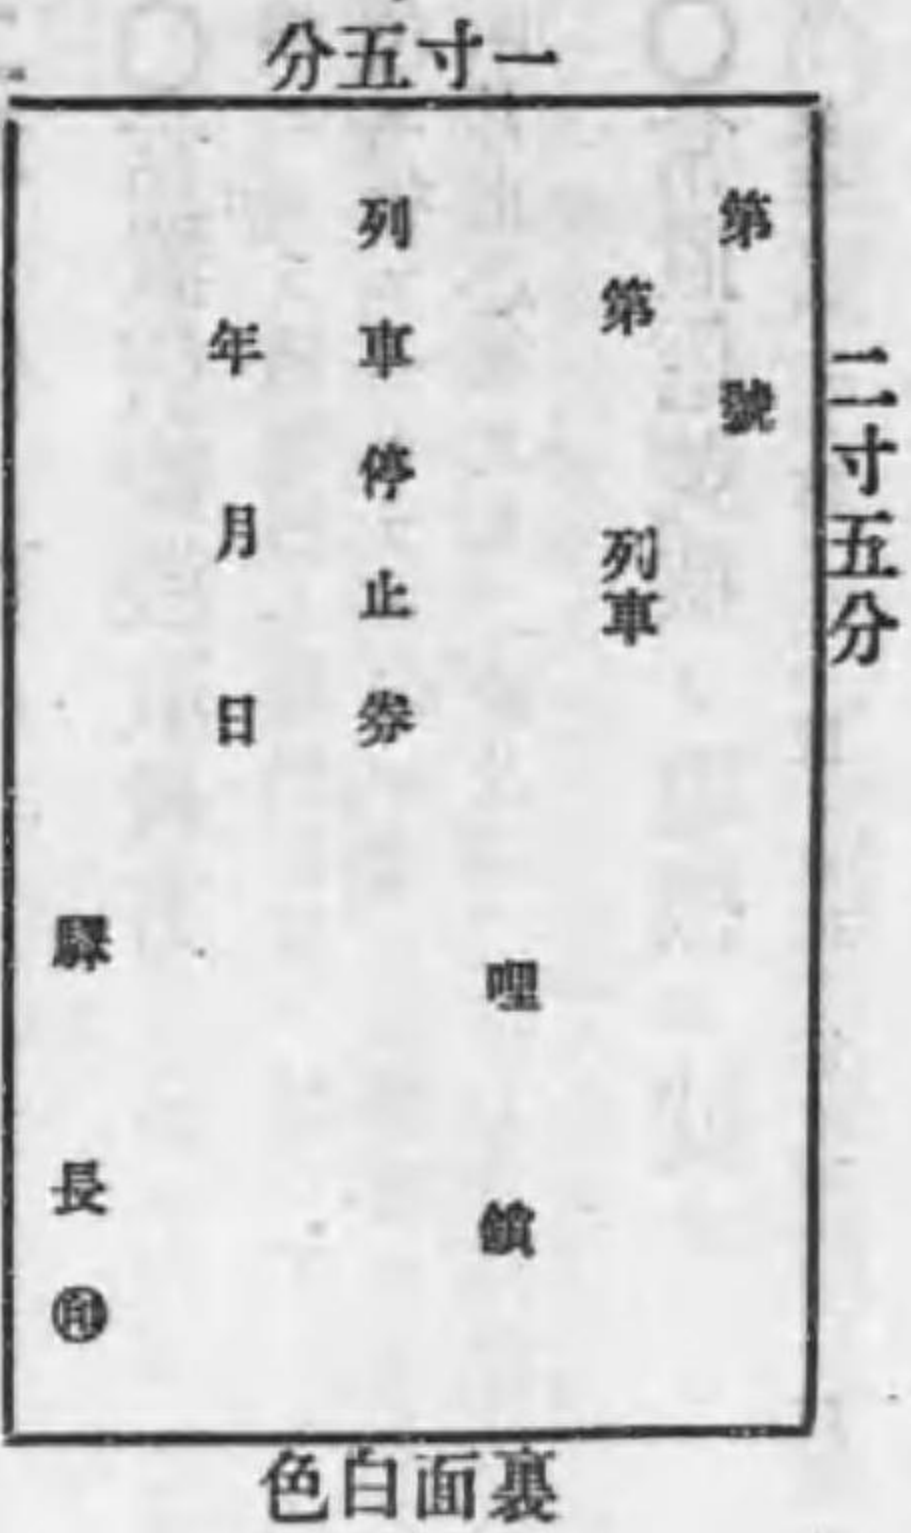 一寸五分
二寸五分
第號
第列車
哩鎖
列車停止券
年月日
驛長㊞
裏面白色